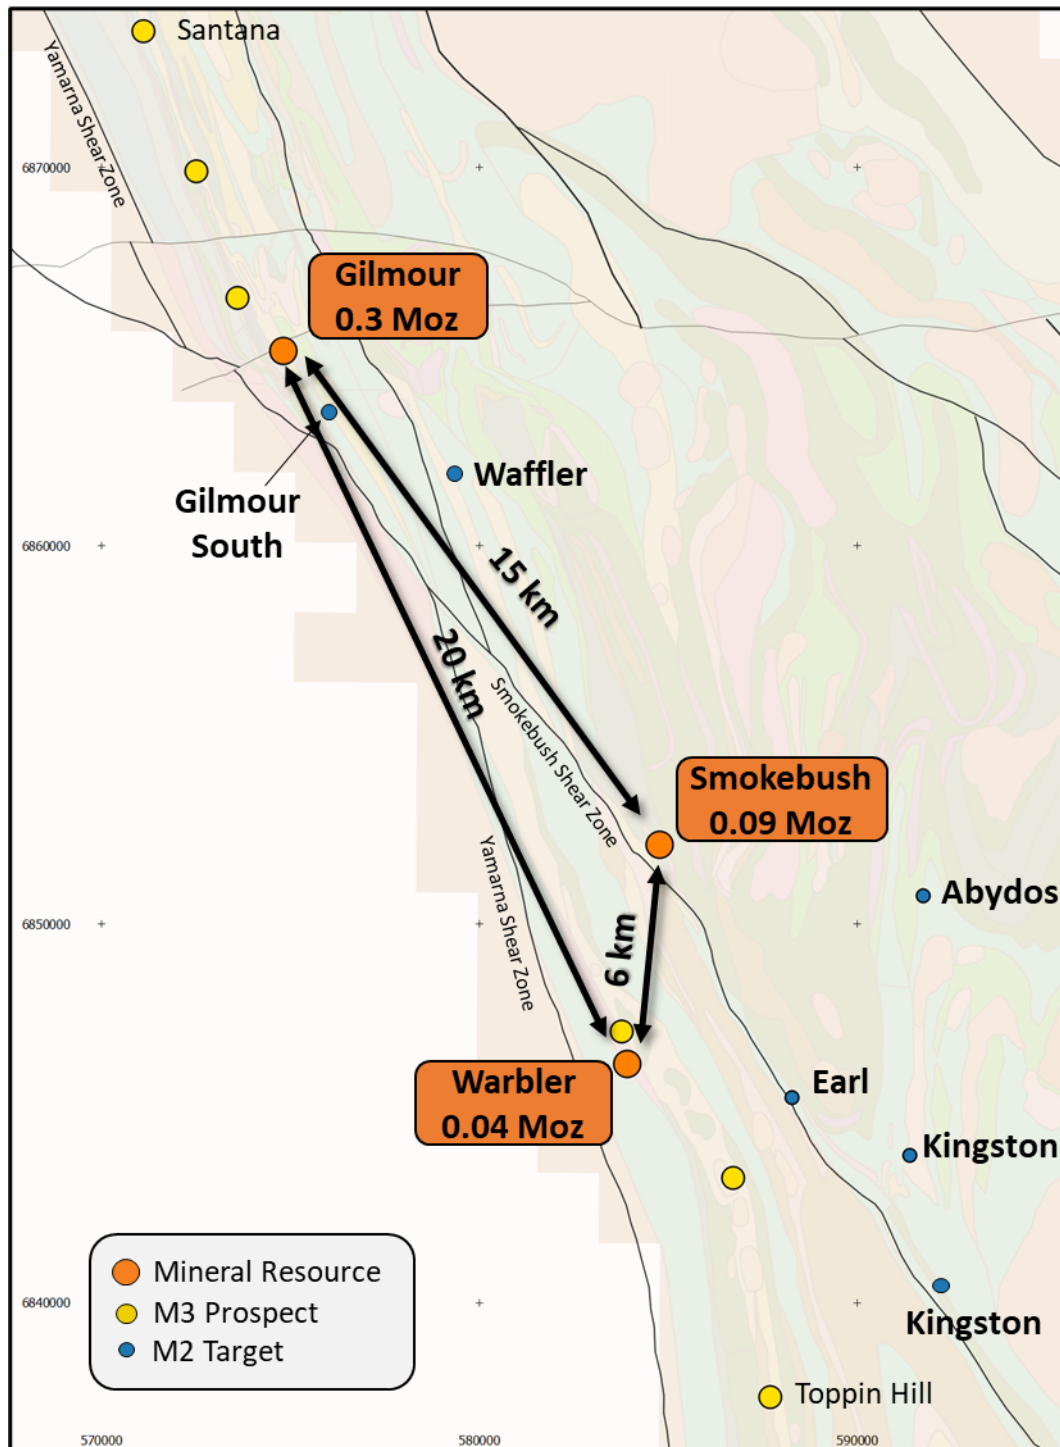 Santana
Yamarna Shear Zone
6870000
Gilmour
0.3 Moz
Waffler
Gilmour
South
6860000
15 km
20 km
Smokebush Shear Zone
Smokebush
0.09 Moz
Yamarna Shear Zone
Abydos
6850000
6 km
Warbler
0.04 Moz
Earl
Kingston
Mineral Resource
M3 Prospect
M2 Target
6840000
Kingston
Toppin Hill
570000
580000
590000